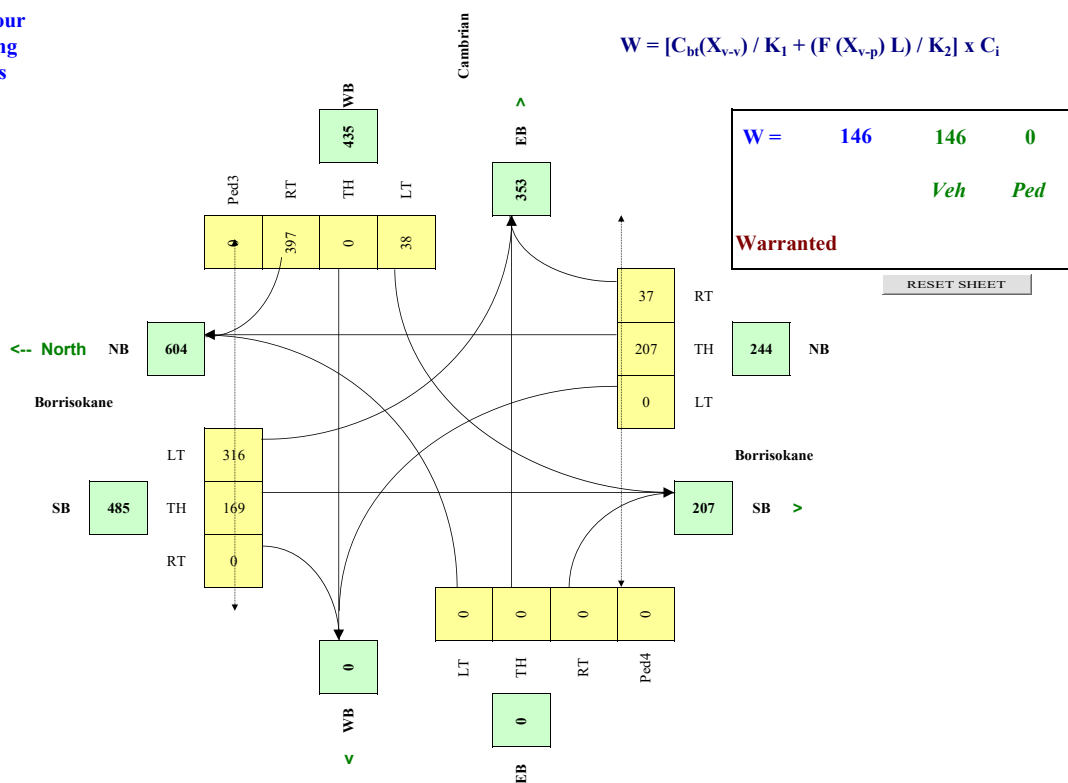 our
ng
s
Cambrian
W = [Cbt(Xv-v) / K1 + (F (Xv-p) L) / K2] x Ci
W = 146 146 0
Veh Ped
Warranted
RESET SHEET
WB
435
^
EB
353
Ped3 RT TH LT
0 397 0 38
37 RT
207 TH 244 NB
0 LT
<-- North NB 604
Borrisokane
Borrisokane
LT 316
SB 485 TH 169
RT 0
207 SB >
0 0 0 0
LT TH RT Ped4
0
WB
v
0
EB